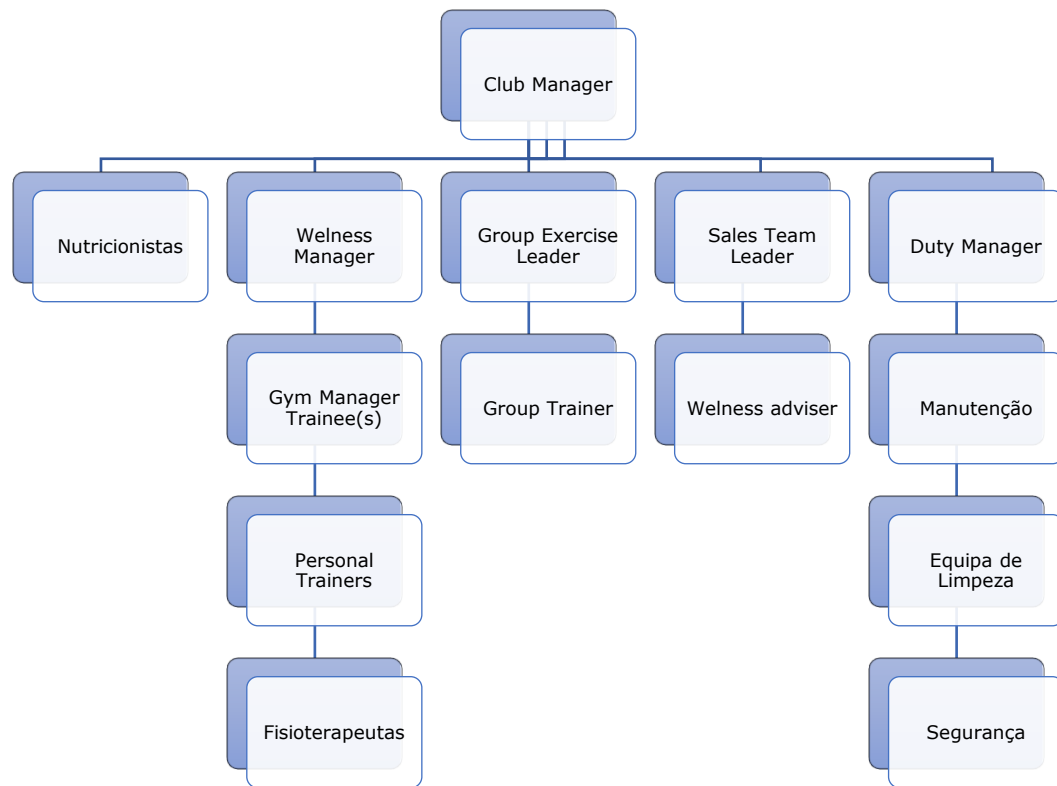 Club Manager
Nutricionistas
Welness
Manager
Group Exercise
Leader
Sales Team
Leader
Duty Manager
Gym Manager
Trainee(s)
Group Trainer
Welness adviser
Manutenção
Personal
Trainers
Equipa de
Limpeza
Fisioterapeutas
Segurança